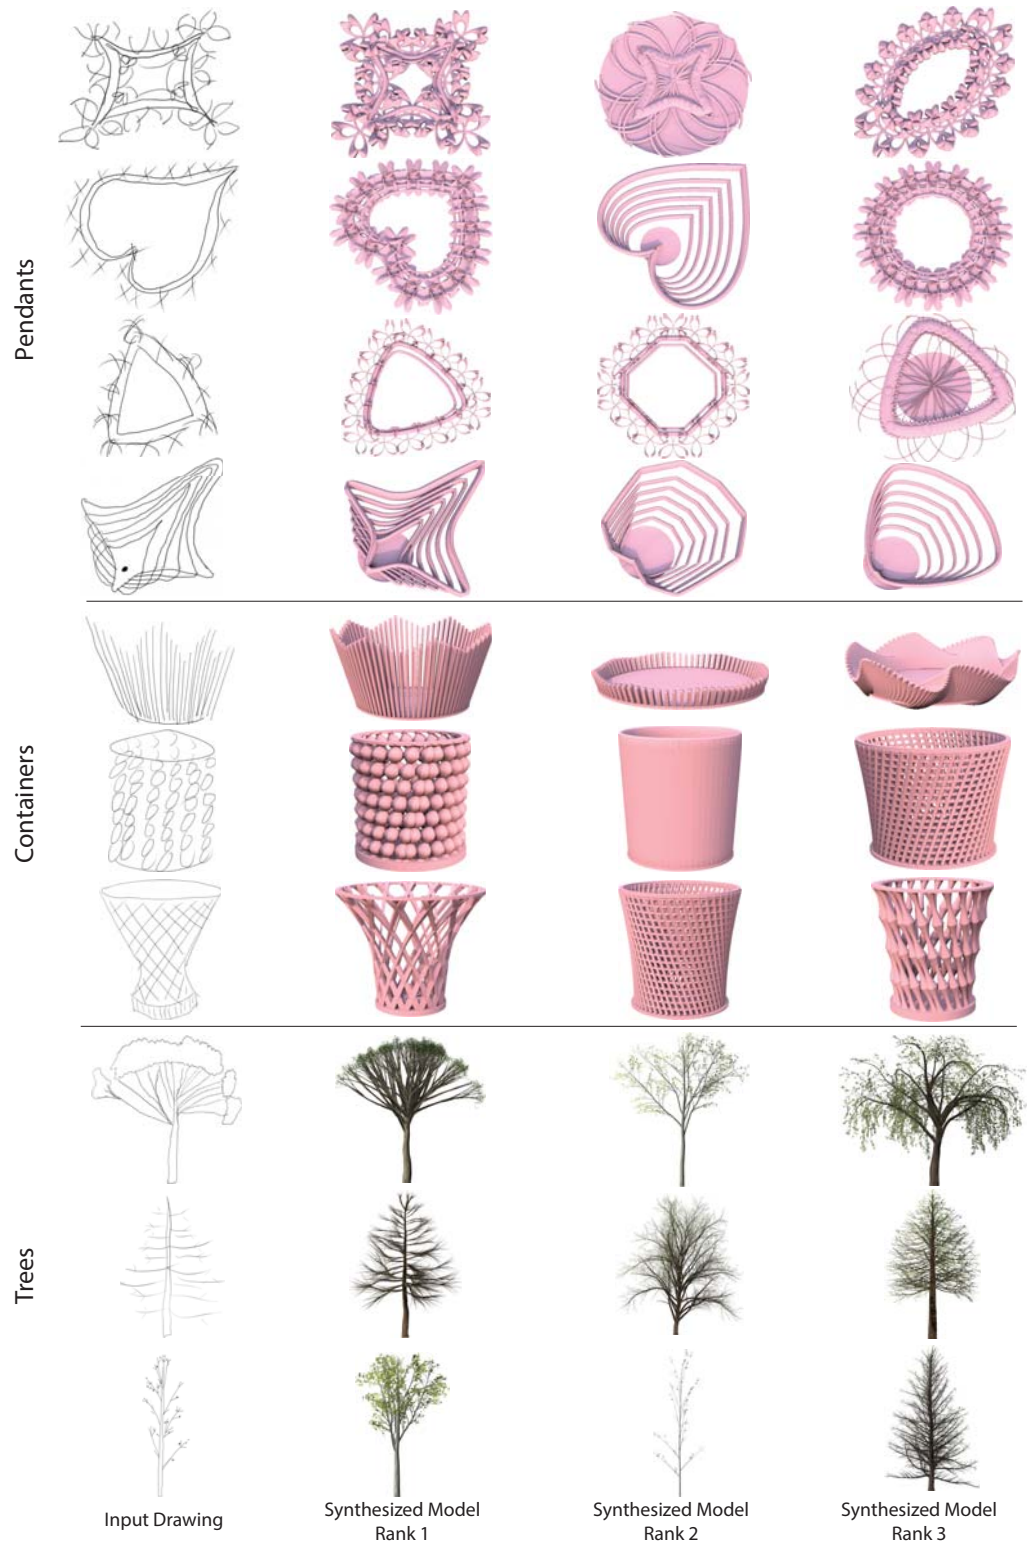 Pendants
Containers
Trees
Input Drawing
Synthesized Model
Rank 1
Synthesized Model
Rank 2
Synthesized Model
Rank 3